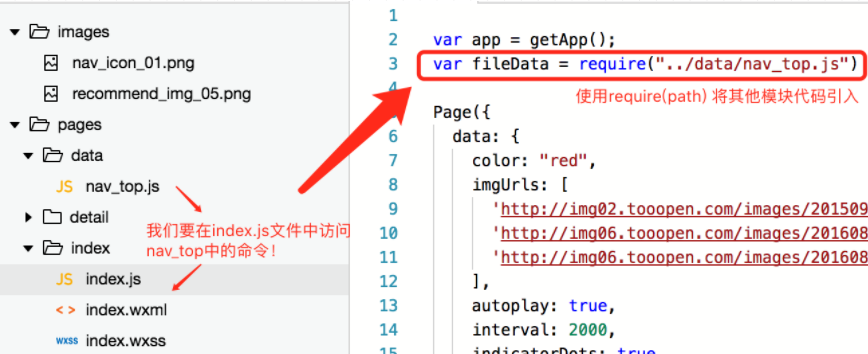 images
nav_icon_01.png
recommend_img_05.png
pages
data
JS nav_top.js
detail
index
JS index.js
< > index.wxml
wxss index.wxss
我们要在index.js文件中访问
nav_top中的命令!
1
2 var app = getApp();
3 var fileData = require("../data/nav_top.js")
4
使用require(path) 将其他模块代码引入
Page({
6 data: {
7 color: "red",
8 imgUrls: [
9 'http://img02.tooopen.com/images/201509
10 'http://img06.tooopen.com/images/201608
11 'http://img06.tooopen.com/images/201608
12 ],
13 autoplay: true,
14 interval: 2000,
15 indicatorDots: true